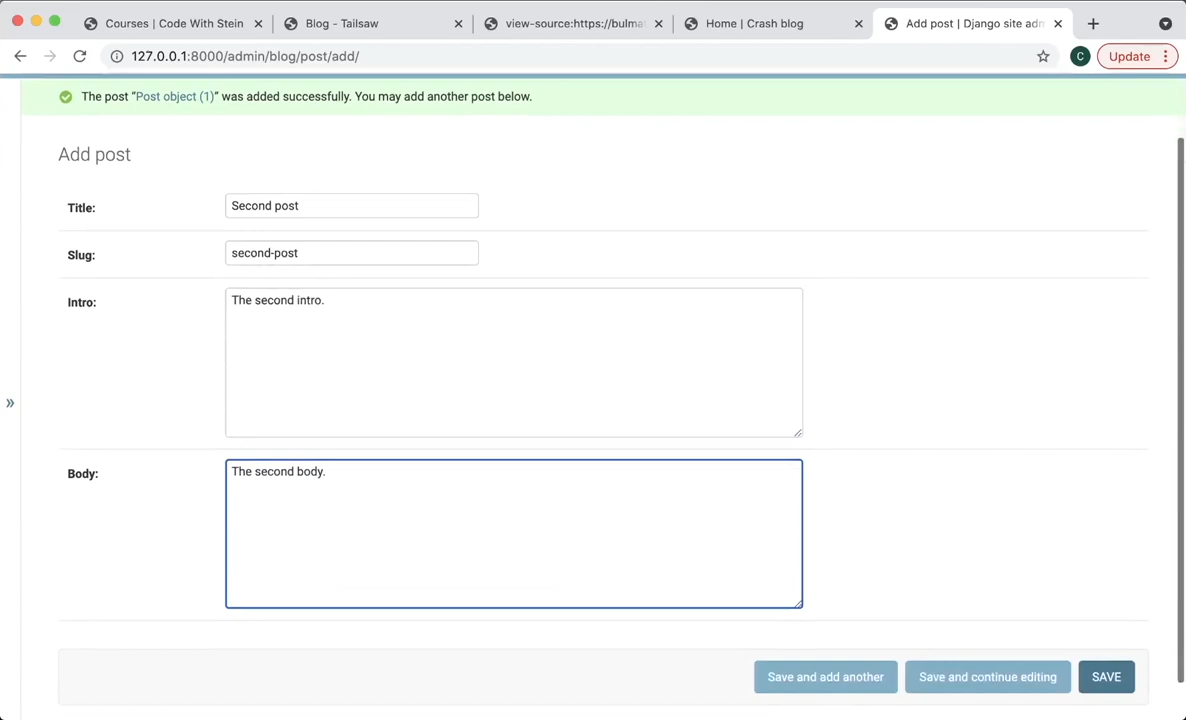 Courses | Code With Stein
Blog - Tailsaw
view-source:https://bulma
Home | Crash blog
Add post | Django site adm
127.0.0.1:8000/admin/blog/post/add/
C
Update
The post “Post object (1)” was added successfully. You may add another post below.
Add post
Title:
Second post
Slug:
second-post
Intro:
The second intro.
»
Body:
The second body.
Save and add another
Save and continue editing
SAVE